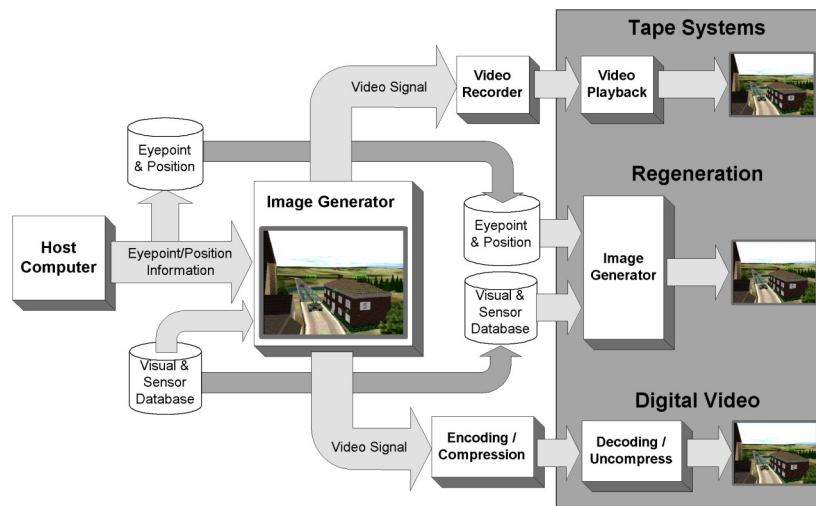 Tape Systems
Video Signal
Video
Recorder
Video
Playback
Eyepoint
& Position
Regeneration
Image Generator
Eyepoint
& Position
Host
Computer
Eyepoint/Position
Information
Image
Generator
Visual &
Sensor
Database
Visual &
Sensor
Database
Digital Video
Video Signal
Encoding /
Compression
Decoding /
Uncompress